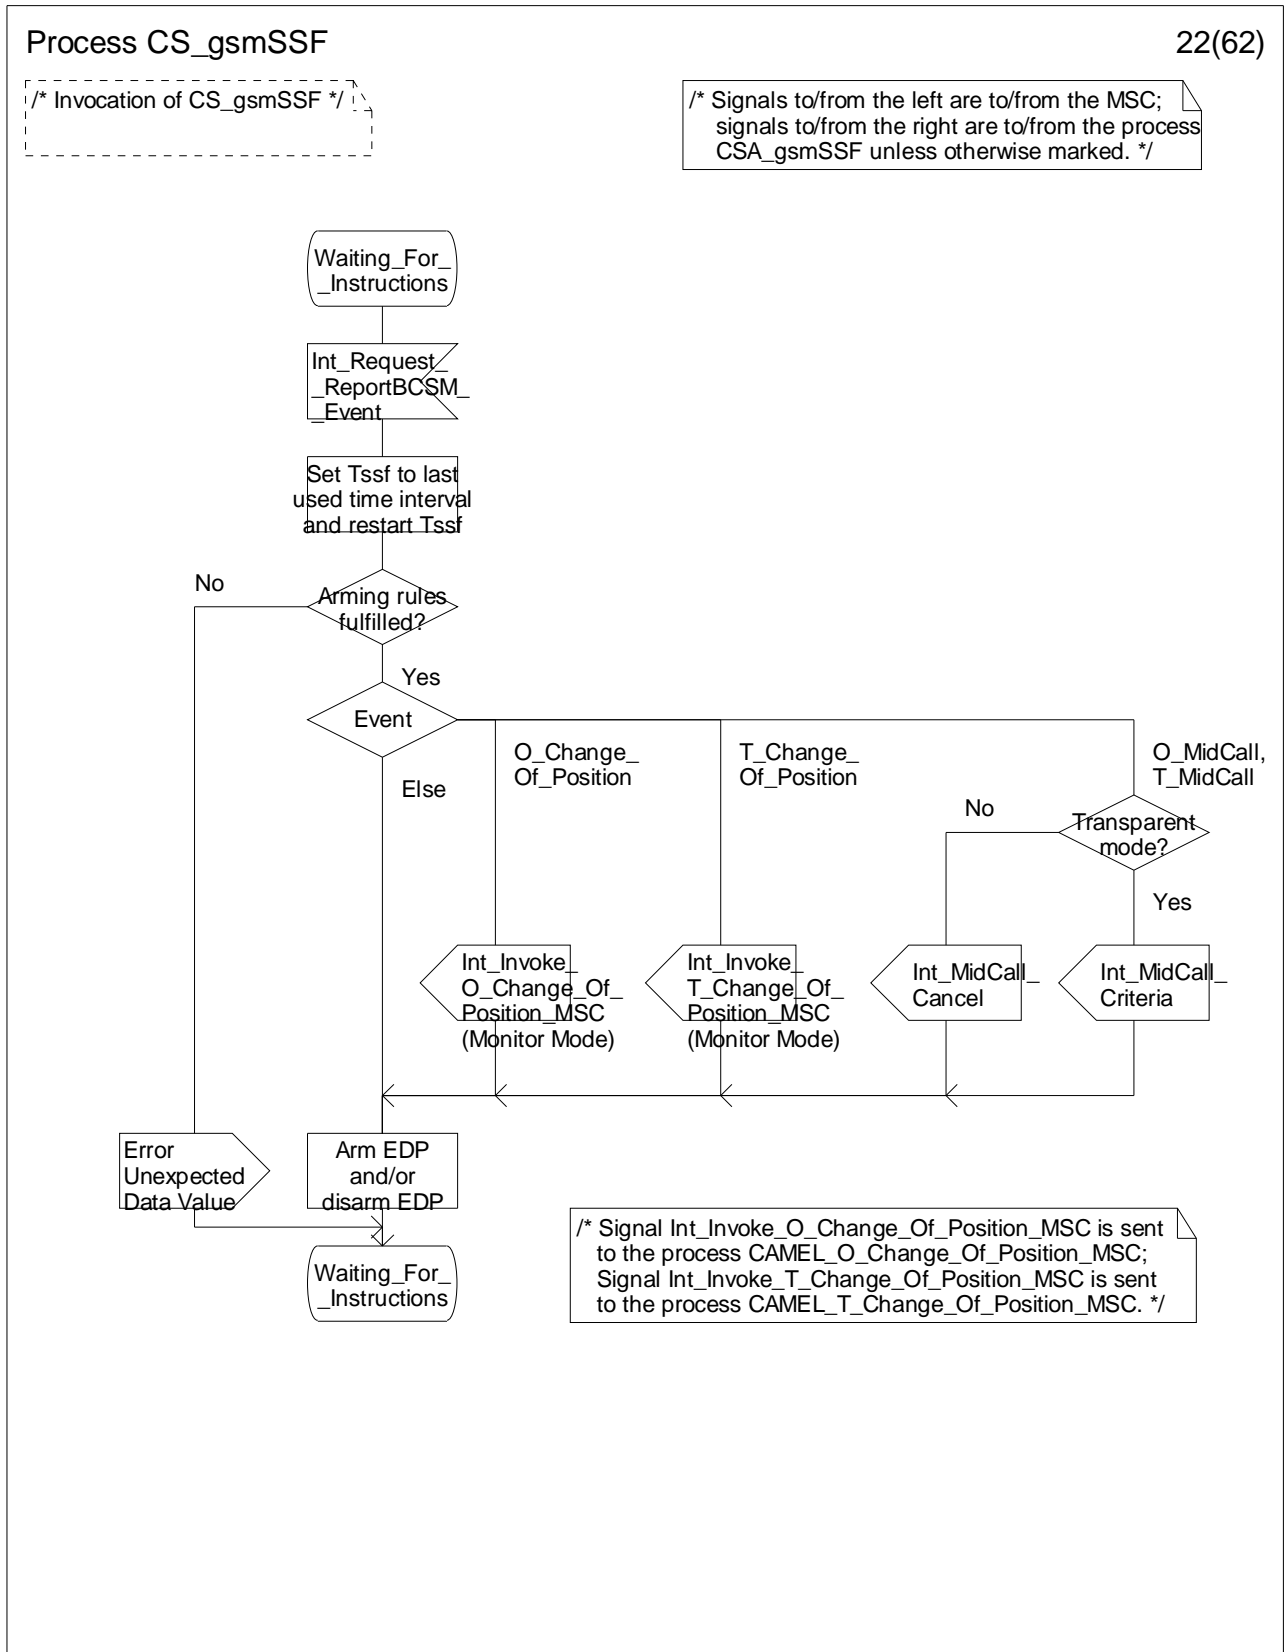 Process CS_gsmSSF
22(62)
/* Invocation of CS_gsmSSF */
/* Signals to/from the left are to/from the MSC;
signals to/from the right are to/from the process
CSA_gsmSSF unless otherwise marked. */
Waiting_For_
_Instructions
Int_Request_
_ReportBCSM_
_Event
Set Tssf to last
used time interval
and restart Tssf
No
Arming rules
fulfilled?
Yes
Event
Else
O_Change_
Of_Position
T_Change_
Of_Position
O_MidCall,
T_MidCall
No
Transparent
mode?
Yes
Int_Invoke_
O_Change_Of_
Position_MSC
(Monitor Mode)
Int_Invoke_
T_Change_Of_
Position_MSC
(Monitor Mode)
Int_MidCall_
Cancel
Int_MidCall_
Criteria
Error
Unexpected
Data Value
Arm EDP
and/or
disarm EDP
/* Signal Int_Invoke_O_Change_Of_Position_MSC is sent
to the process CAMEL_O_Change_Of_Position_MSC;
Signal Int_Invoke_T_Change_Of_Position_MSC is sent
to the process CAMEL_T_Change_Of_Position_MSC. */
Waiting_For_
_Instructions